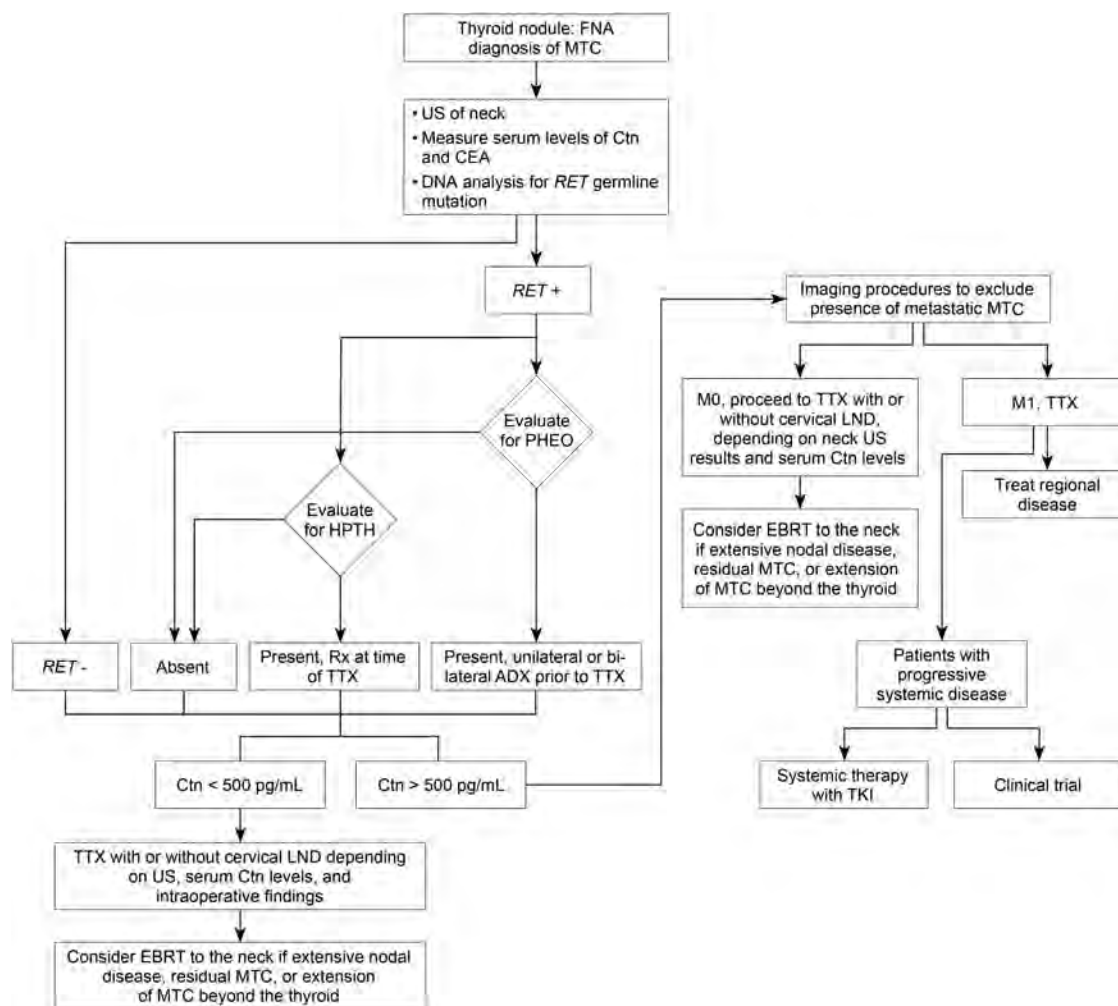 Thyroid nodule: FNA
diagnosis of MTC
• US of neck
• Measure serum levels of Ctn
and CEA
• DNA analysis for RET germline
mutation
RET +
Imaging procedures to exclude
presence of metastatic MTC
Evaluate
for PHEO
M0, proceed to TTX with or
without cervical LND,
depending on neck US
results and serum Ctn levels
M1, TTX
Evaluate
for HPTH
Treat regional
disease
Consider EBRT to the neck
if extensive nodal disease,
residual MTC, or extension
of MTC beyond the thyroid
RET -
Absent
Present, Rx at time
of TTX
Present, unilateral or bi-
lateral ADX prior to TTX
Patients with
progressive
systemic disease
Ctn < 500 pg/mL
Ctn > 500 pg/mL
Systemic therapy
with TKI
Clinical trial
TTX with or without cervical LND depending
on US, serum Ctn levels, and
intraoperative findings
Consider EBRT to the neck if extensive nodal
disease, residual MTC, or extension
of MTC beyond the thyroid